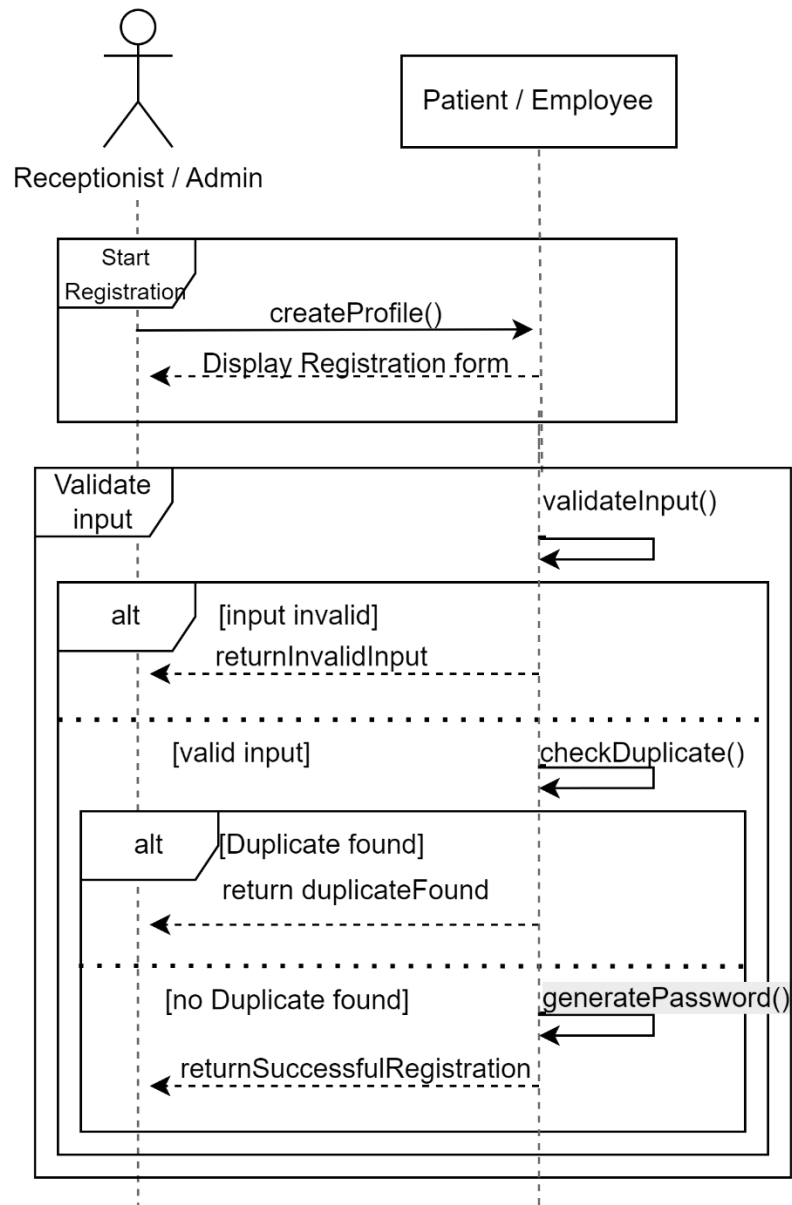 Patient / Employee
Receptionist / Admin
Start
Registration
createProfile()
Display Registration form
Validate
input
validateInput()
alt
[input invalid]
returnInvalidInput
[valid input]
checkDuplicate()
alt
[Duplicate found]
return duplicateFound
[no Duplicate found]
generatePassword()
returnSuccessfulRegistration